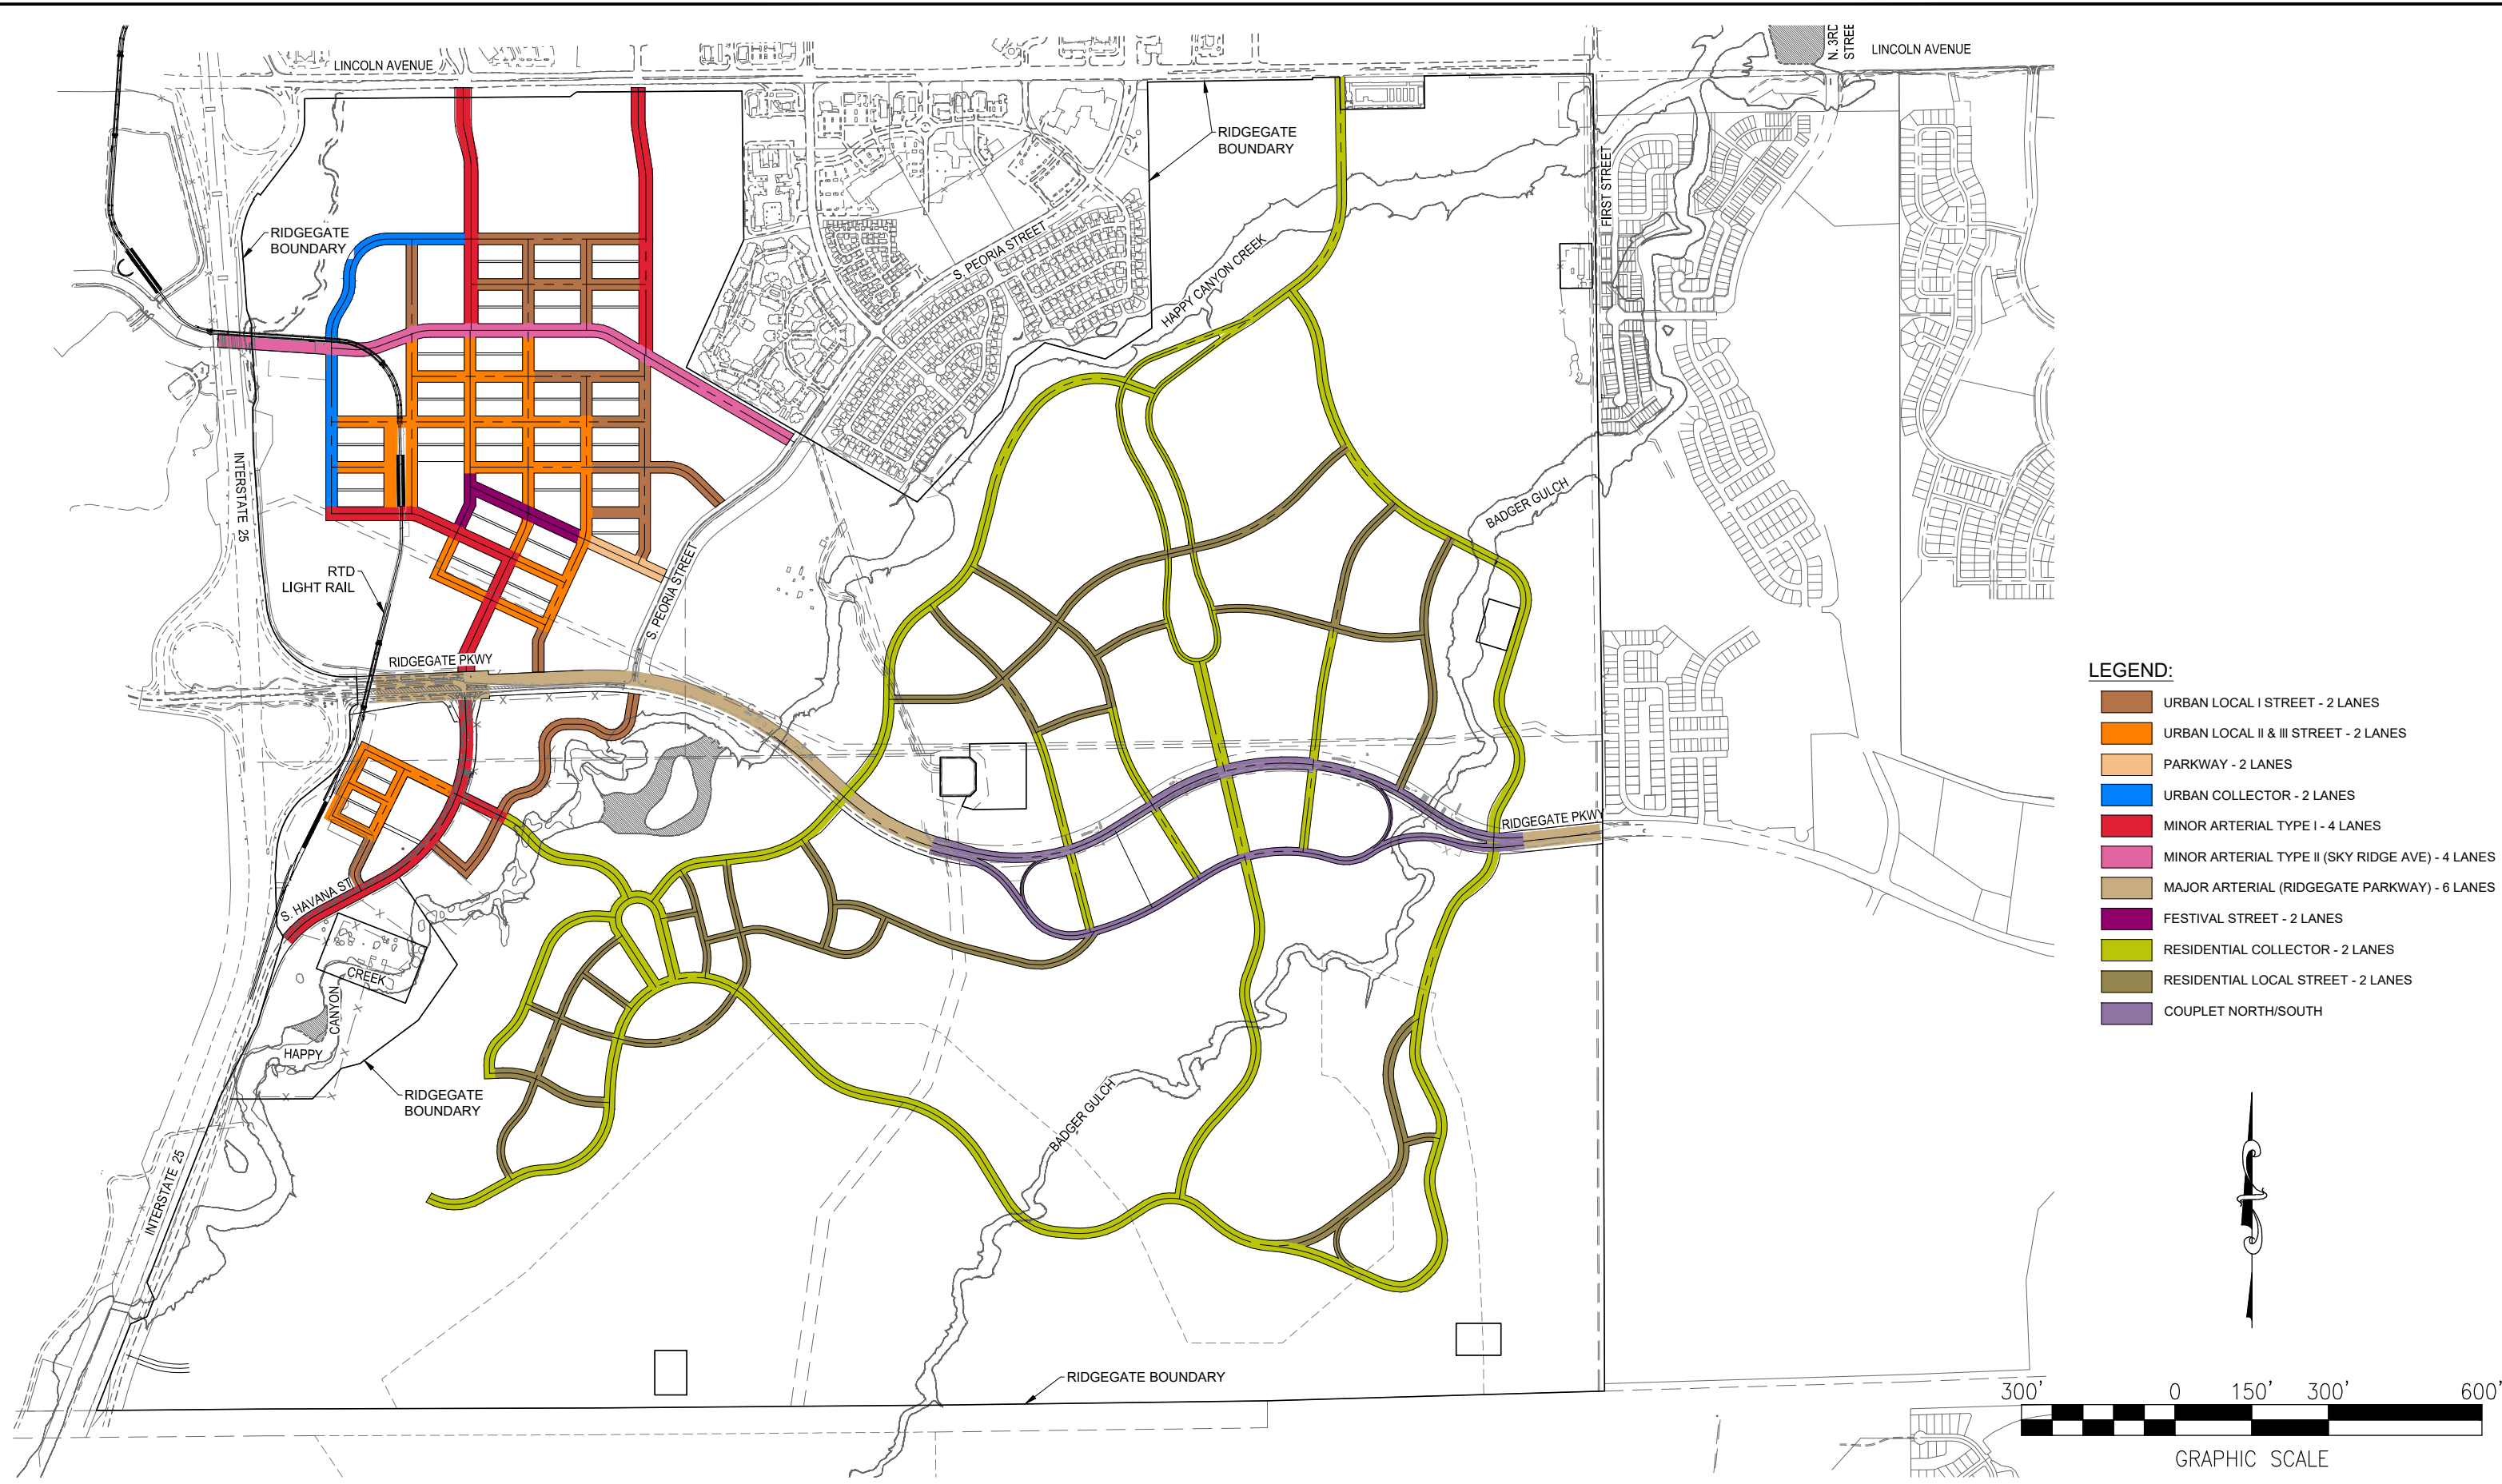 LINCOLN AVENUE
N. 3RD
STREE
LINCOLN AVENUE
RIDGEGATE
BOUNDARY
FIRST STREET
RIDGEGATE
BOUNDARY
S. PEORIA STREET
HAPPY CANYON CREEK
INTERSTATE 25
BADGER GULCH
RTD
LIGHT RAIL
S. PEORIA STREET
RIDGEGATE PKWY
RIDGEGATE PKWY
S. HAVANA ST
CREEK
CANYON
HAPPY
RIDGEGATE
BOUNDARY
BADGER GULCH
INTERSTATE 25
RIDGEGATE BOUNDARY
LEGEND:
URBAN LOCAL I STREET - 2 LANES
URBAN LOCAL II & III STREET - 2 LANES
PARKWAY - 2 LANES
URBAN COLLECTOR - 2 LANES
MINOR ARTERIAL TYPE I - 4 LANES
MINOR ARTERIAL TYPE II (SKY RIDGE AVE) - 4 LANES
MAJOR ARTERIAL (RIDGEGATE PARKWAY) - 6 LANES
FESTIVAL STREET - 2 LANES
RESIDENTIAL COLLECTOR - 2 LANES
RESIDENTIAL LOCAL STREET - 2 LANES
COUPLET NORTH/SOUTH
300' 0 150' 300' 600'
GRAPHIC SCALE